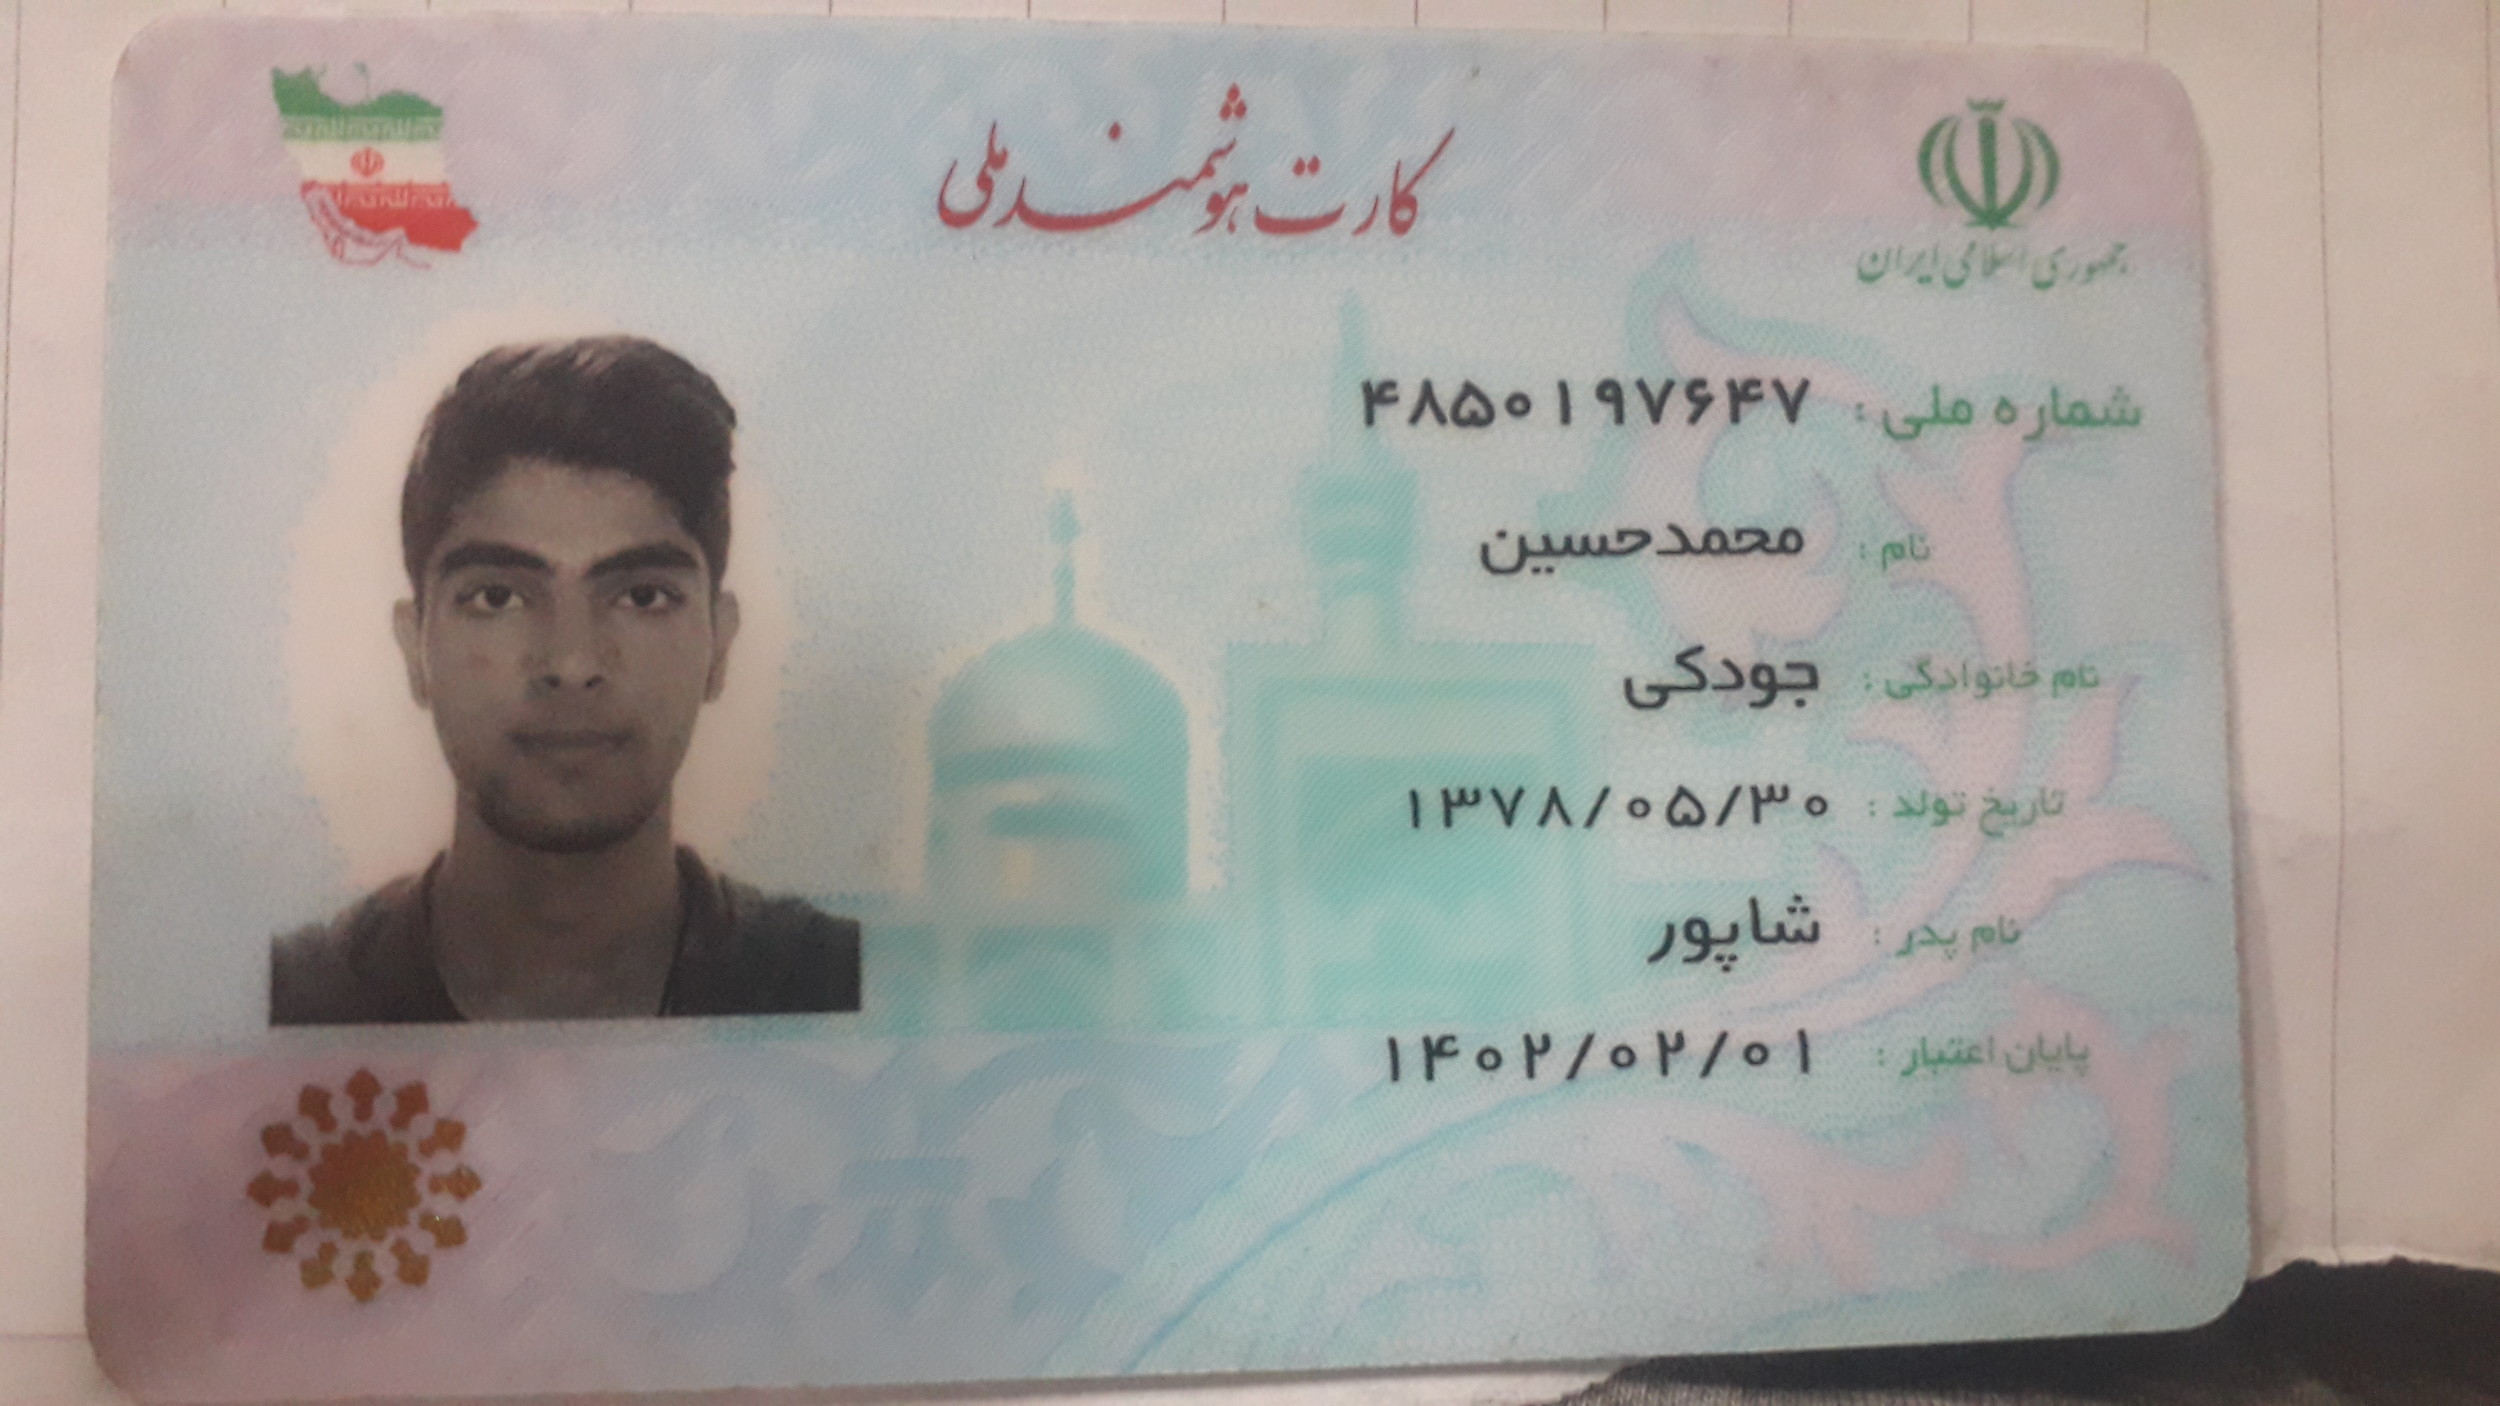 جمهوری اسلامی ایران
کارت هوشمند ملی
شماره ملی : ۴۸۵۰۱۹۷۶۴۷
نام : محمدحسین
نام خانوادگی : جودکی
تاریخ تولد : ۱۳۷۸/۰۵/۳۰
نام پدر : شاپور
پایان اعتبار : ۱۴۰۲/۰۲/۰۱